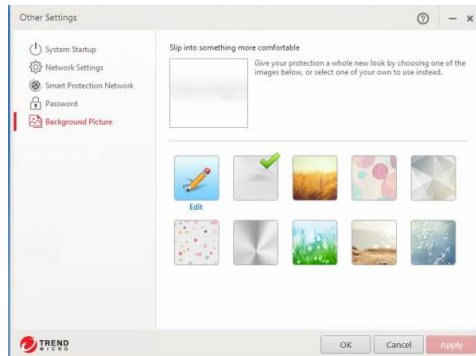 Other Settings
System Startup
Network Settings
Smart Protection Network
Password
Background Picture
Slip into something more comfortable
Give your protection a whole new look by choosing one of the
images below, or select one of your own to use instead.
Edit
TREND
MICRO
OK
Cancel
Apply